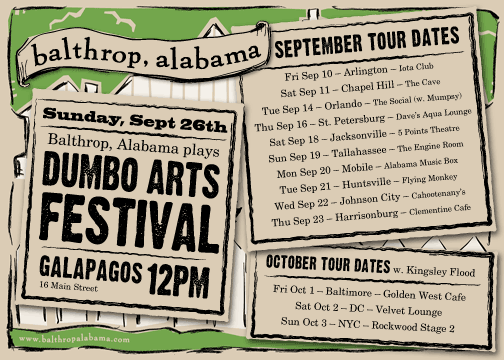 balthrop, alabama
Sunday, Sept 26th
Balthrop, Alabama plays
DUMBO ARTS
FESTIVAL
GALAPAGOS 12PM
16 Main Street
www.balthropalabama.com
SEPTEMBER TOUR DATES
Fri Sep 10 – Arlington – Iota Club
Sat Sep 11 – Chapel Hill – The Cave
Tue Sep 14 – Orlando – The Social (w. Mumpsy)
Thu Sep 16 – St. Petersburg – Dave's Aqua Lounge
Sat Sep 18 – Jacksonville – 5 Points Theatre
Sun Sep 19 – Tallahassee – The Engine Room
Mon Sep 20 – Mobile – Alabama Music Box
Tue Sep 21 – Huntsville – Flying Monkey
Wed Sep 22 – Johnson City – Cahootenany's
Thu Sep 23 – Harrisonburg – Clementine Cafe
OCTOBER TOUR DATES w. Kingsley Flood
Fri Oct 1 – Baltimore – Golden West Cafe
Sat Oct 2 – DC – Velvet Lounge
Sun Oct 3 – NYC – Rockwood Stage 2